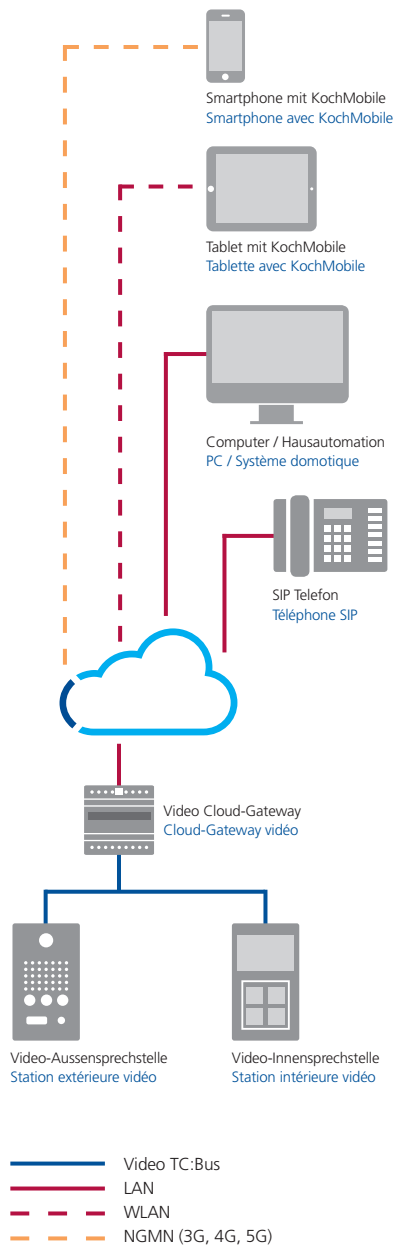 Smartphone mit KochMobile
Smartphone avec KochMobile
Tablet mit KochMobile
Tablette avec KochMobile
Computer / Hausautomation
PC / Système domotique
SIP Telefon
Téléphone SIP
Video Cloud-Gateway
Cloud-Gateway vidéo
Video-Aussensprechstelle
Station extérieure vidéo
Video-Innensprechstelle
Station intérieure vidéo
Video TC:Bus
LAN
WLAN
NGMN (3G, 4G, 5G)